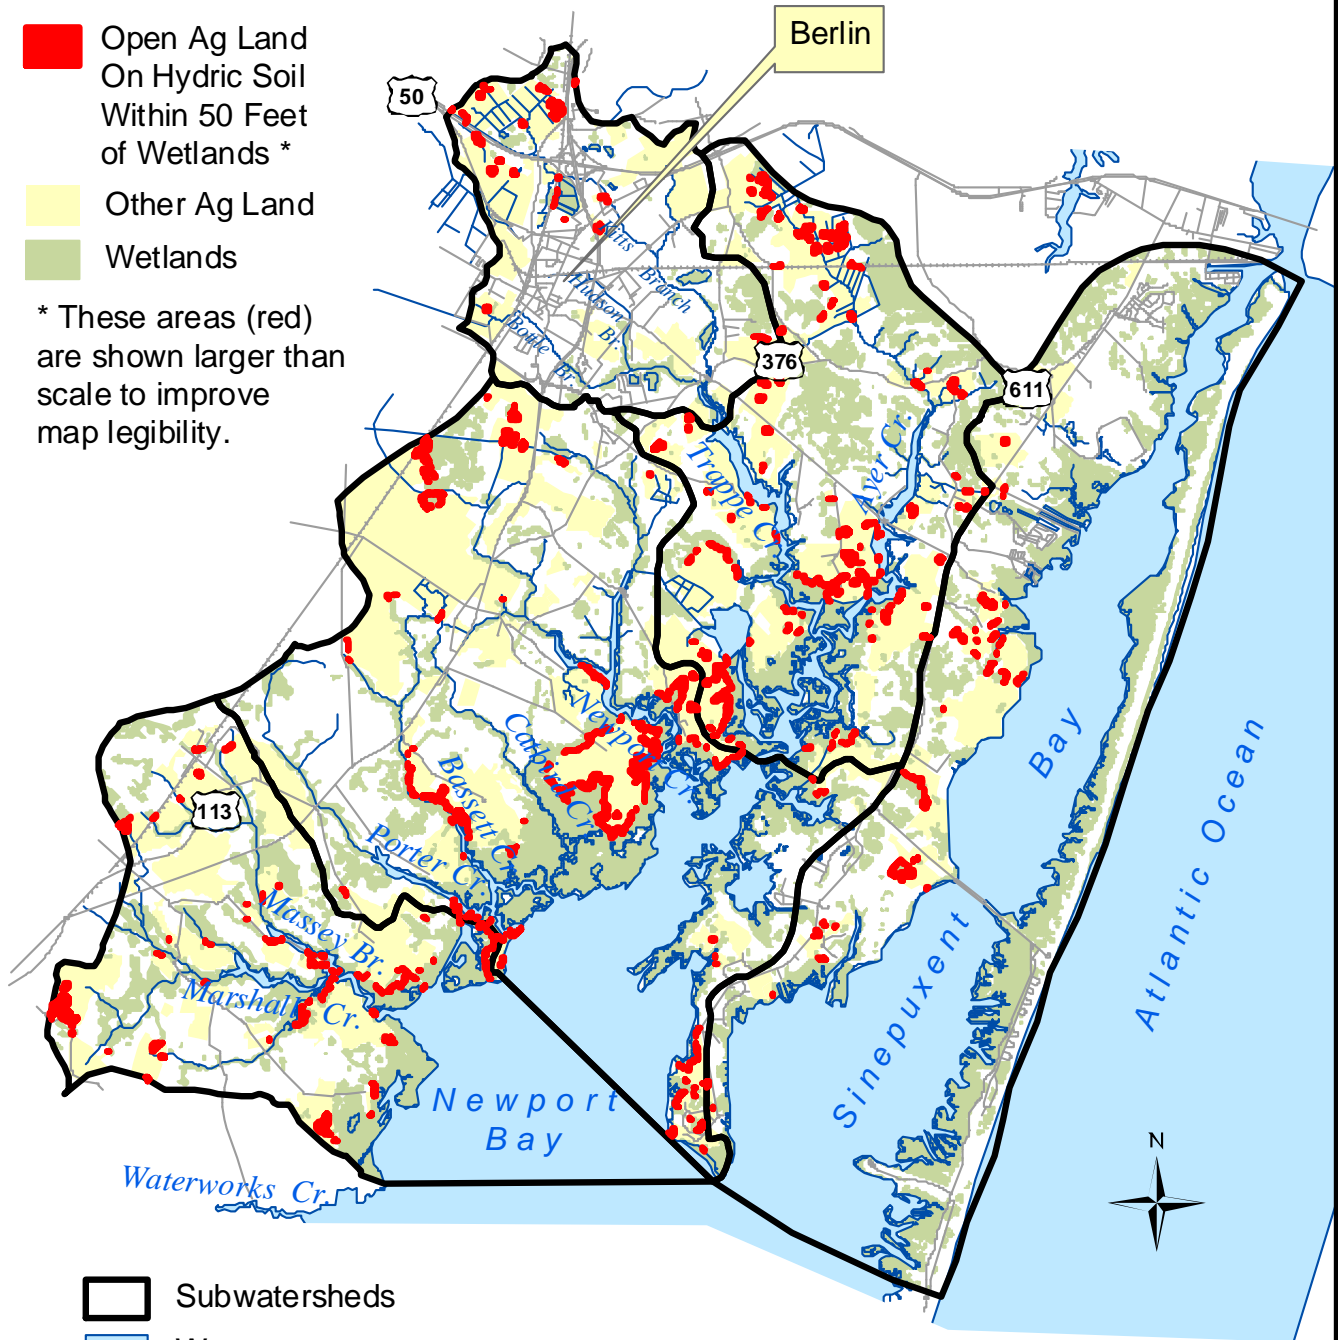 Open Ag Land
On Hydric Soil
Within 50 Feet
of Wetlands *
Other Ag Land
Wetlands
* These areas (red)
are shown larger than
scale to improve
map legibility.
Berlin
50
376
611
113
Kitts
Branch
Hudson
Br.
Bottle
Br.
Trappe Cr.
Ayer Cr.
Newport Cr.
Catbird Cr.
Bassett Cr.
Porter Cr.
Massey Br.
Marshall Cr.
Waterworks Cr.
Newport
Bay
Sinepuxent
Bay
Atlantic Ocean
N
Subwatersheds